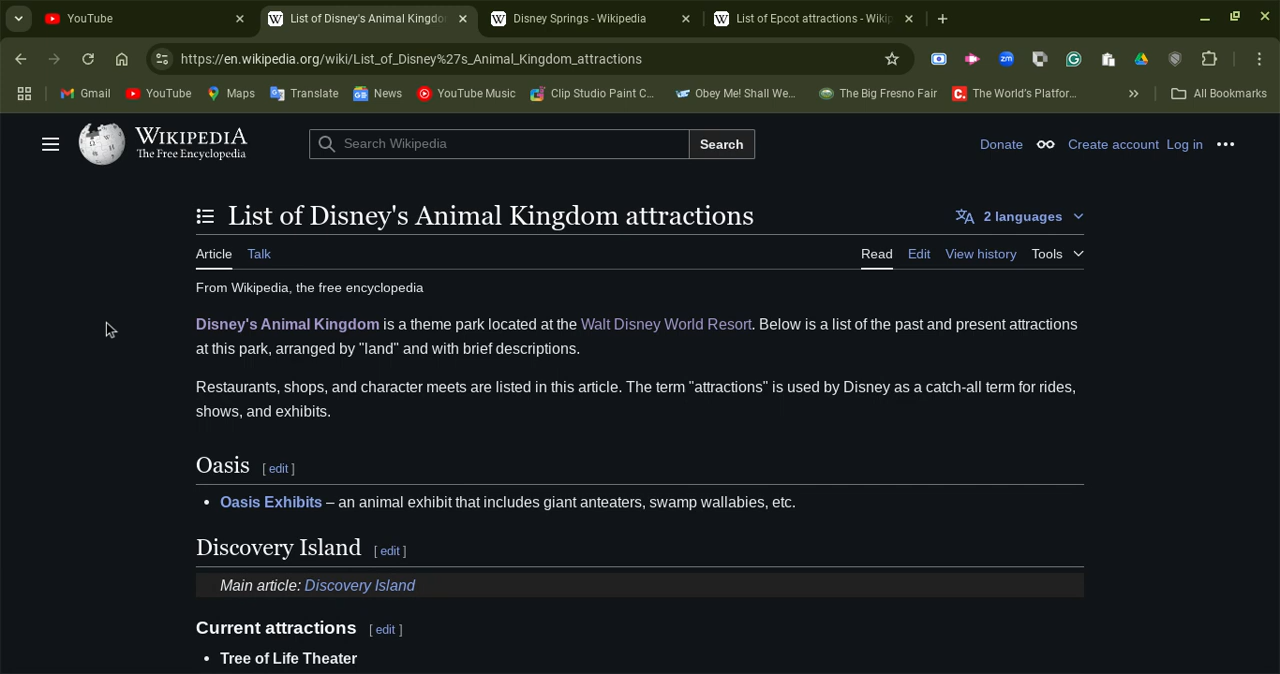 YouTube
List of Disney's Animal Kingdo
Disney Springs - Wikipedia
List of Epcot attractions - Wikip
https://en.wikipedia.org/wiki/List_of_Disney%27s_Animal_Kingdom_attractions
zm
Gmail
YouTube
Maps
Translate
News
YouTube Music
Clip Studio Paint C...
Obey Me! Shall We...
The Big Fresno Fair
The World's Platfor...
All Bookmarks
WIKIPEDIA
The Free Encyclopedia
Search Wikipedia
Search
Donate
Create account
Log in
List of Disney's Animal Kingdom attractions
2 languages
Article
Talk
Read
Edit
View history
Tools
From Wikipedia, the free encyclopedia
Disney's Animal Kingdom is a theme park located at the Walt Disney World Resort. Below is a list of the past and present attractions
at this park, arranged by "land" and with brief descriptions.
Restaurants, shops, and character meets are listed in this article. The term "attractions" is used by Disney as a catch-all term for rides,
shows, and exhibits.
Oasis [ edit ]
• Oasis Exhibits – an animal exhibit that includes giant anteaters, swamp wallabies, etc.
Discovery Island [ edit ]
Main article: Discovery Island
Current attractions [ edit ]
• Tree of Life Theater